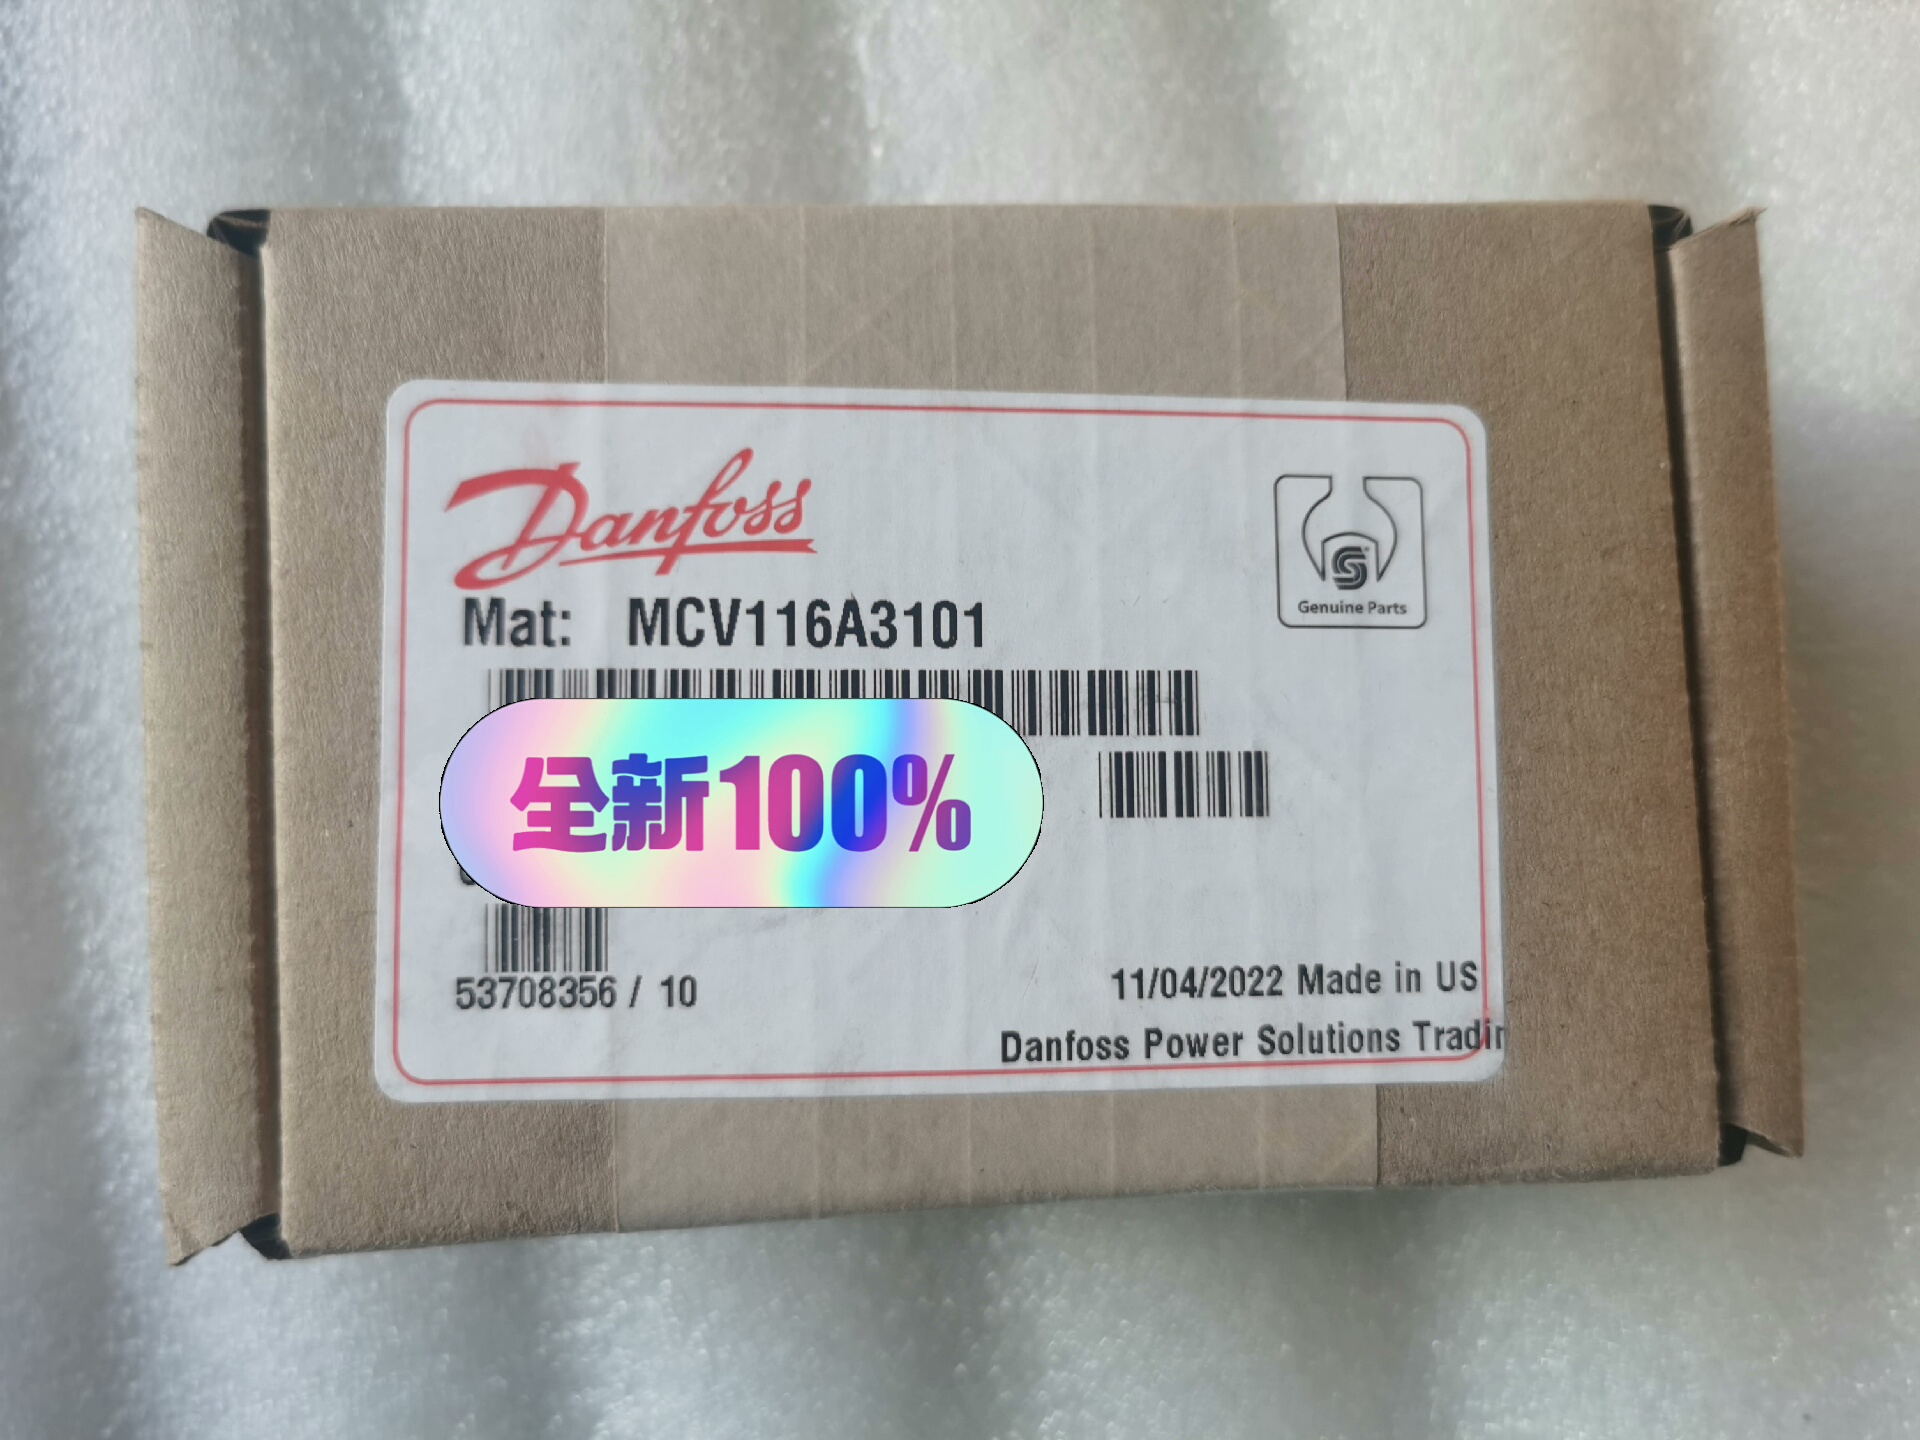 Danfoss
Genuine Parts
Mat: MCV116A3101
全新100%
53708356 / 10
11/04/2022 Made in US
Danfoss Power Solutions